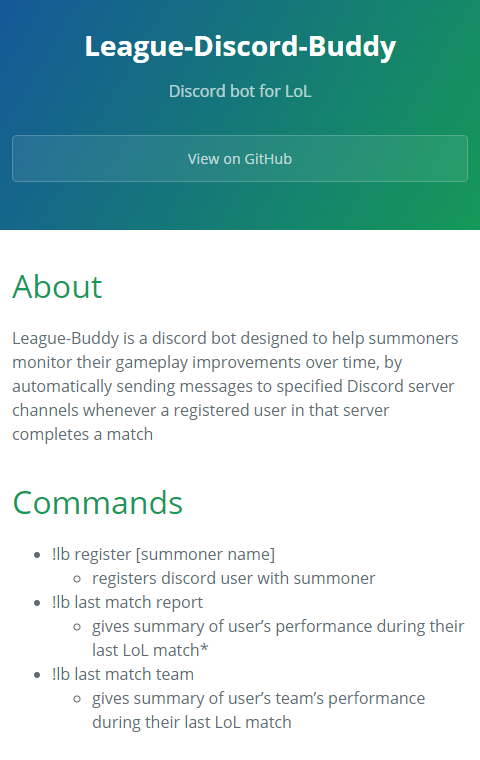 League-Discord-Buddy
Discord bot for LoL
View on GitHub
About
League-Buddy is a discord bot designed to help summoners
monitor their gameplay improvements over time, by
automatically sending messages to specified Discord server
channels whenever a registered user in that server
completes a match
Commands
!lb register [summoner name]
registers discord user with summoner
!lb last match report
gives summary of user’s performance during their
last LoL match*
!lb last match team
gives summary of user’s team’s performance
during their last LoL match